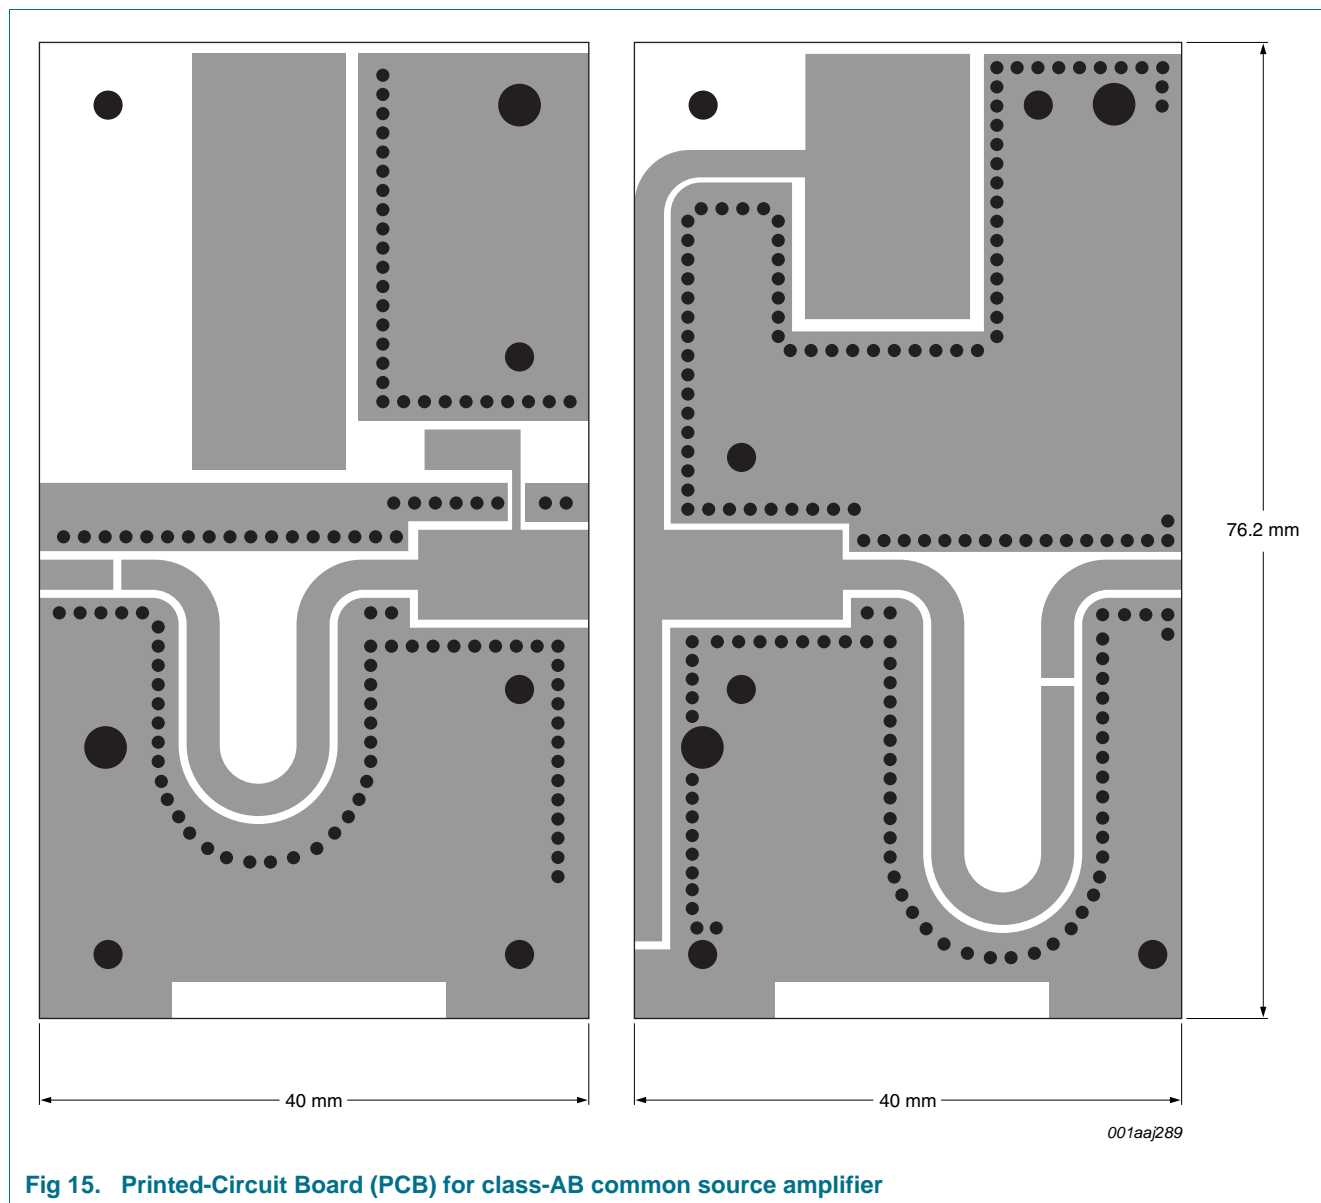 76.2 mm
40 mm
40 mm
001aaj289
Fig 15. Printed-Circuit Board (PCB) for class-AB common source amplifier